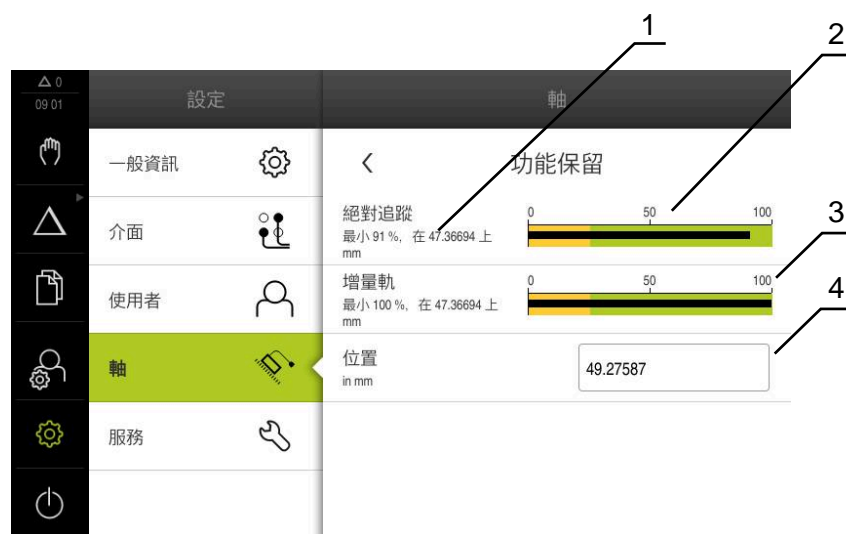 1
2
△ 0
09 01
設定
軸
一般資訊
功能保留
絕對追蹤
最小 91 %, 在 47.36694 上
mm
0 50 100
介面
3
增量軌
最小 100 %, 在 47.36694 上
mm
0 50 100
使用者
4
位置
in mm
49.27587
軸
服務